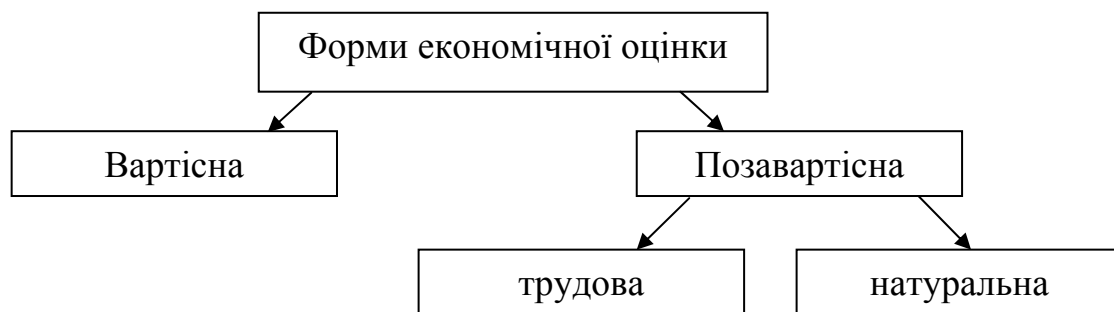 Форми економічної оцінки
Вартісна
Позавартісна
трудова
натуральна